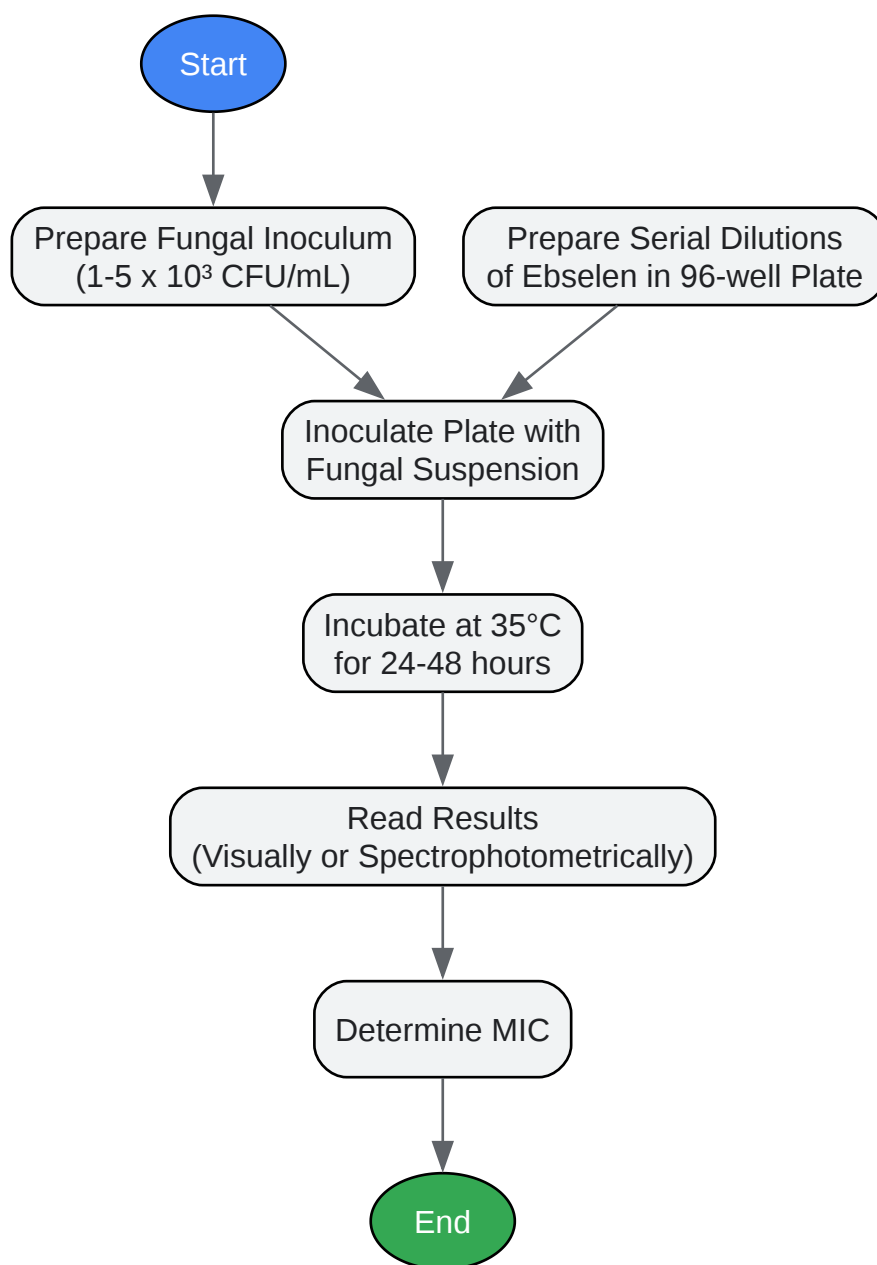 Start
Prepare Fungal Inoculum
(1-5 x 10³ CFU/mL)
Prepare Serial Dilutions
of Ebselen in 96-well Plate
Inoculate Plate with
Fungal Suspension
Incubate at 35°C
for 24-48 hours
Read Results
(Visually or Spectrophotometrically)
Determine MIC
End